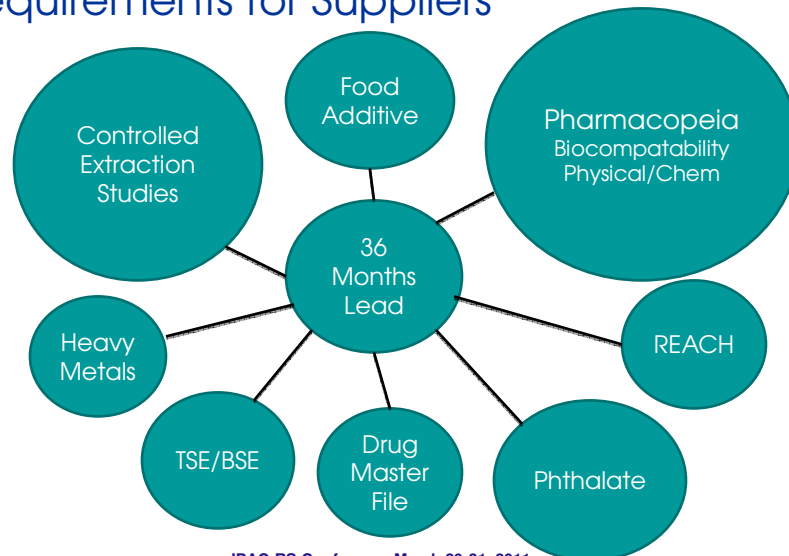 equirements for Suppliers
Food
Additive
Controlled
Extraction
Studies
Pharmacopeia
Biocompatability
Physical/Chem
36
Months
Lead
Heavy
Metals
REACH
TSE/BSE
Drug
Master
File
Phthalate